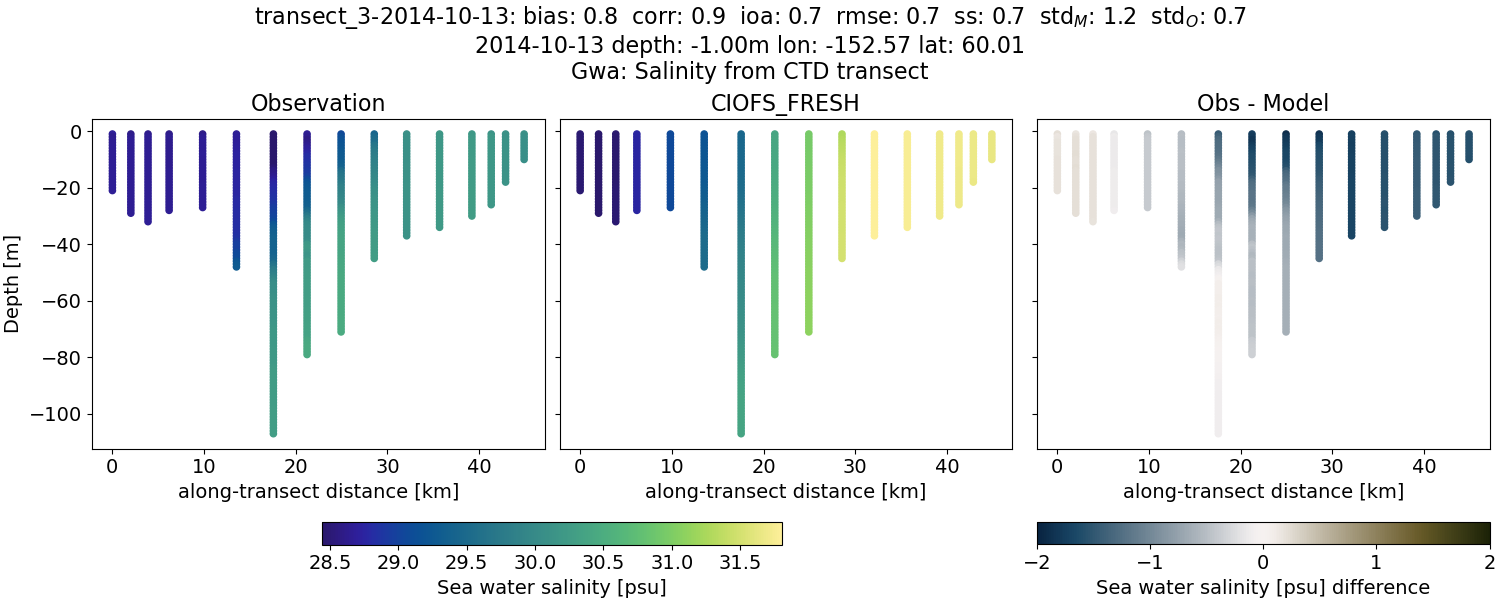 transect_3-2014-10-13: bias: 0.8 corr: 0.9 ioa: 0.7 rmse: 0.7 ss: 0.7 std_M: 1.2 std_O: 0.7
2014-10-13 depth: -1.00m lon: -152.57 lat: 60.01
Gwa: Salinity from CTD transect
Observation
CIOFS_FRESH
Obs - Model
Depth [m]
0
−20
−40
−60
−80
−100
0 10 20 30 40
0 10 20 30 40
0 10 20 30 40
along-transect distance [km]
along-transect distance [km]
along-transect distance [km]
28.5 29.0 29.5 30.0 30.5 31.0 31.5
Sea water salinity [psu]
−2 −1 0 1 2
Sea water salinity [psu] difference